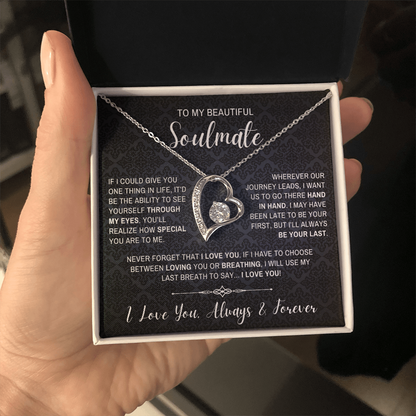 TO MY BEAUTIFUL
Soulmate
IF I COULD GIVE YOU
ONE THING IN LIFE, IT'D
BE THE ABILITY TO SEE
YOURSELF THROUGH
MY EYES. YOU'LL
REALIZE HOW SPECIAL
YOU ARE TO ME.
WHEREVER OUR
JOURNEY LEADS, I WANT
US TO GO THERE HAND
IN HAND. I MAY HAVE
BEEN LATE TO BE YOUR
FIRST, BUT I'LL ALWAYS
BE YOUR LAST.
NEVER FORGET THAT I LOVE YOU. IF I HAVE TO CHOOSE
BETWEEN LOVING YOU OR BREATHING, I WILL USE MY
LAST BREATH TO SAY... I LOVE YOU!
I Love You, Always & Forever